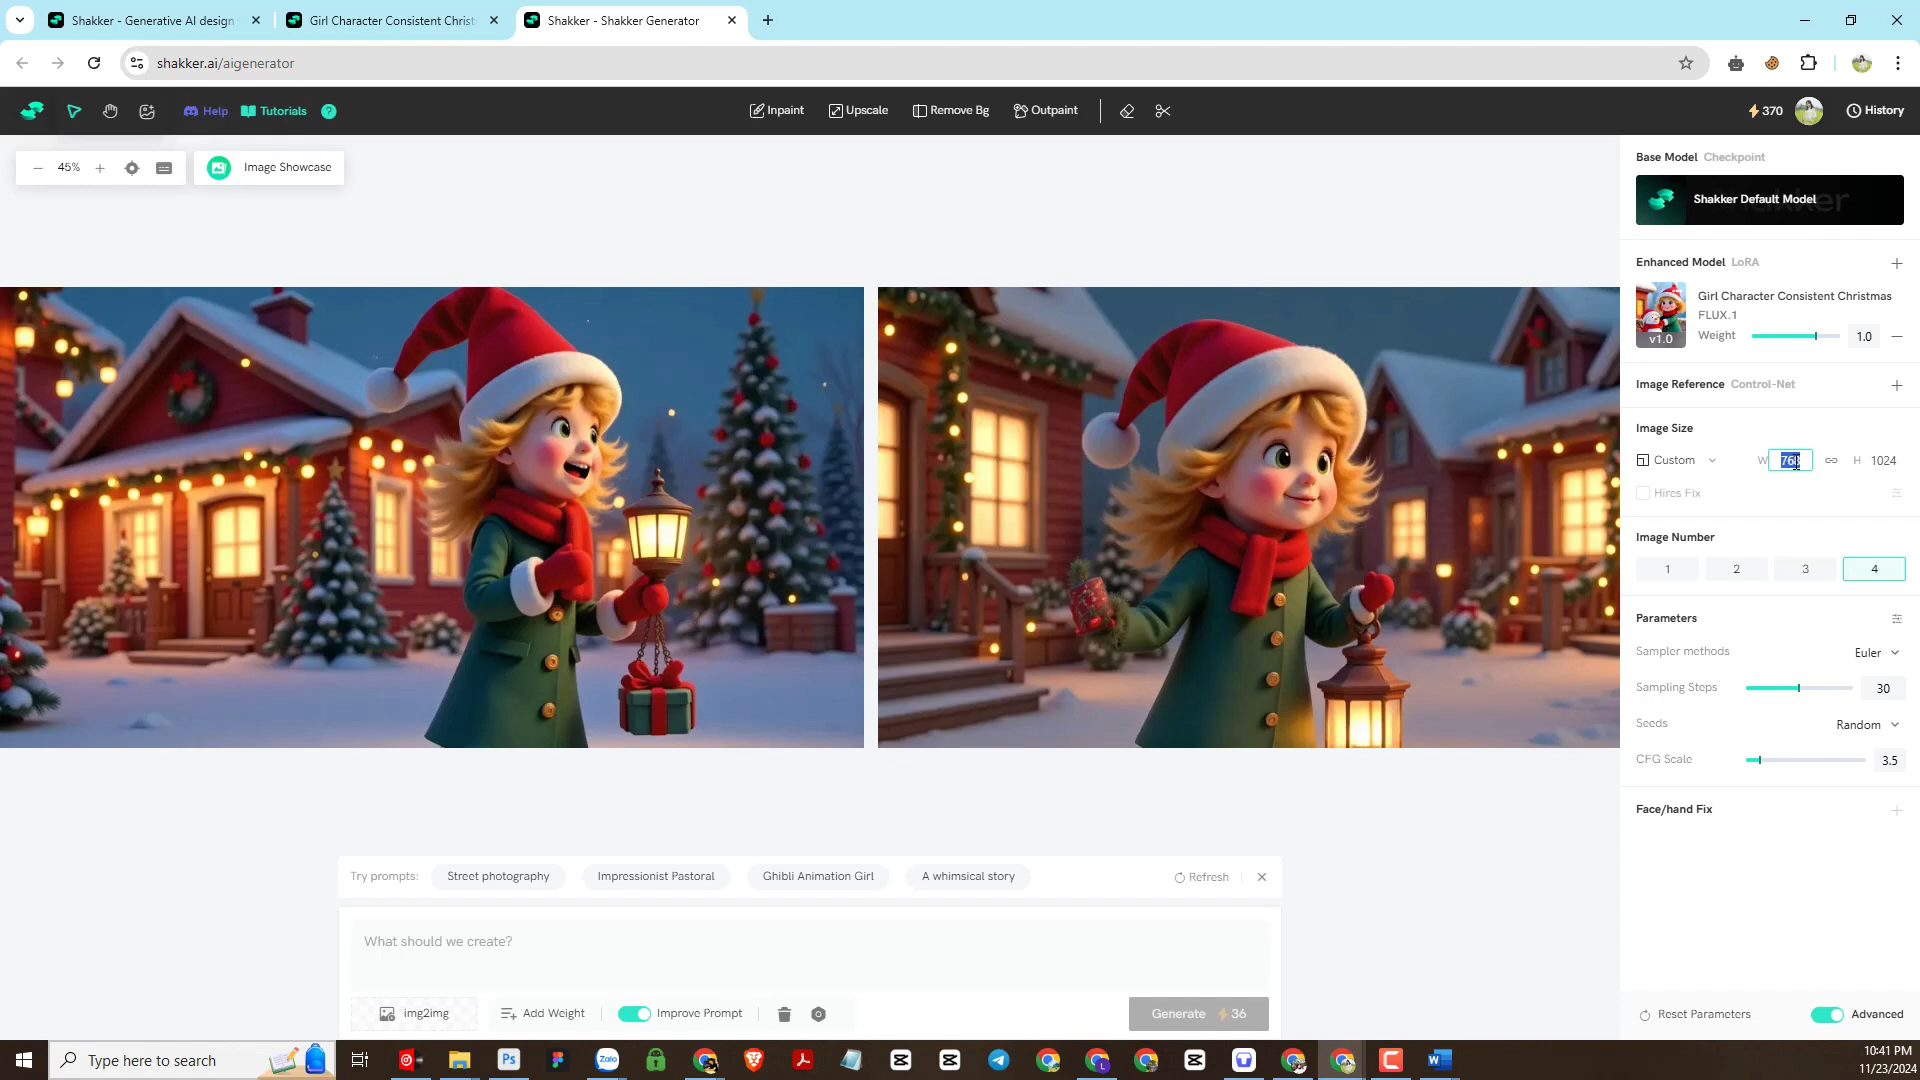 Shakker - Generative AI design
Girl Character Consistent Christ
Shakker - Shakker Generator
shakker.ai/aigenerator
Help
Tutorials
?
Inpaint
Upscale
Remove Bg
Outpaint
370
History
45%
Image Showcase
Base Model Checkpoint
Shakker Default Model
Enhanced Model LoRA
Girl Character Consistent Christmas
FLUX.1
v1.0
Weight
1.0
Image Reference Control-Net
Image Size
Custom
W 768
H 1024
Hires Fix
Image Number
1 2 3 4
Parameters
Sampler methods
Euler
Sampling Steps
30
Seeds
Random
CFG Scale
3.5
Face/hand Fix
Try prompts:
Street photography
Impressionist Pastoral
Ghibli Animation Girl
A whimsical story
Refresh
What should we create?
img2img
Add Weight
Improve Prompt
Generate 36
Reset Parameters
Advanced
Type here to search
Ps
Zalo
10:41 PM
11/23/2024